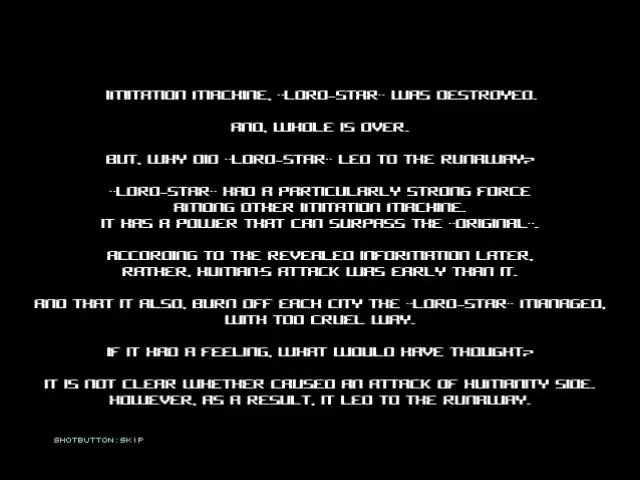 IMITATION MACHINE, "LORD-STAR" WAS DESTROYED.
AND, WHOLE IS OVER.
BUT, WHY DID "LORD-STAR" LED TO THE RUNAWAY?
"LORD-STAR" HAD A PARTICULARLY STRONG FORCE
AMONG OTHER IMITATION MACHINE.
IT HAS A POWER THAT CAN SURPASS THE "ORIGINAL".
ACCORDING TO THE REVEALED INFORMATION LATER,
RATHER, HUMAN'S ATTACK WAS EARLY THAN IT.
AND THAT IT ALSO, BURN OFF EACH CITY THE "LORD-STAR" MANAGED,
WITH TOO CRUEL WAY.
IF IT HAD A FEELING, WHAT WOULD HAVE THOUGHT?
IT IS NOT CLEAR WHETHER CAUSED AN ATTACK OF HUMANITY SIDE.
HOWEVER, AS A RESULT, IT LED TO THE RUNAWAY.
SHOTBUTTON:SKIP